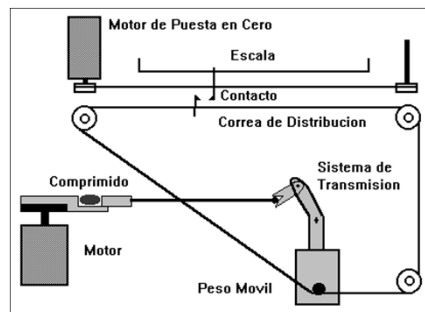 Motor de Puesta en Cero
Escala
Contacto
Correa de Distribucion
Sistema de
Transmision
Comprimido
Motor
Peso Movil